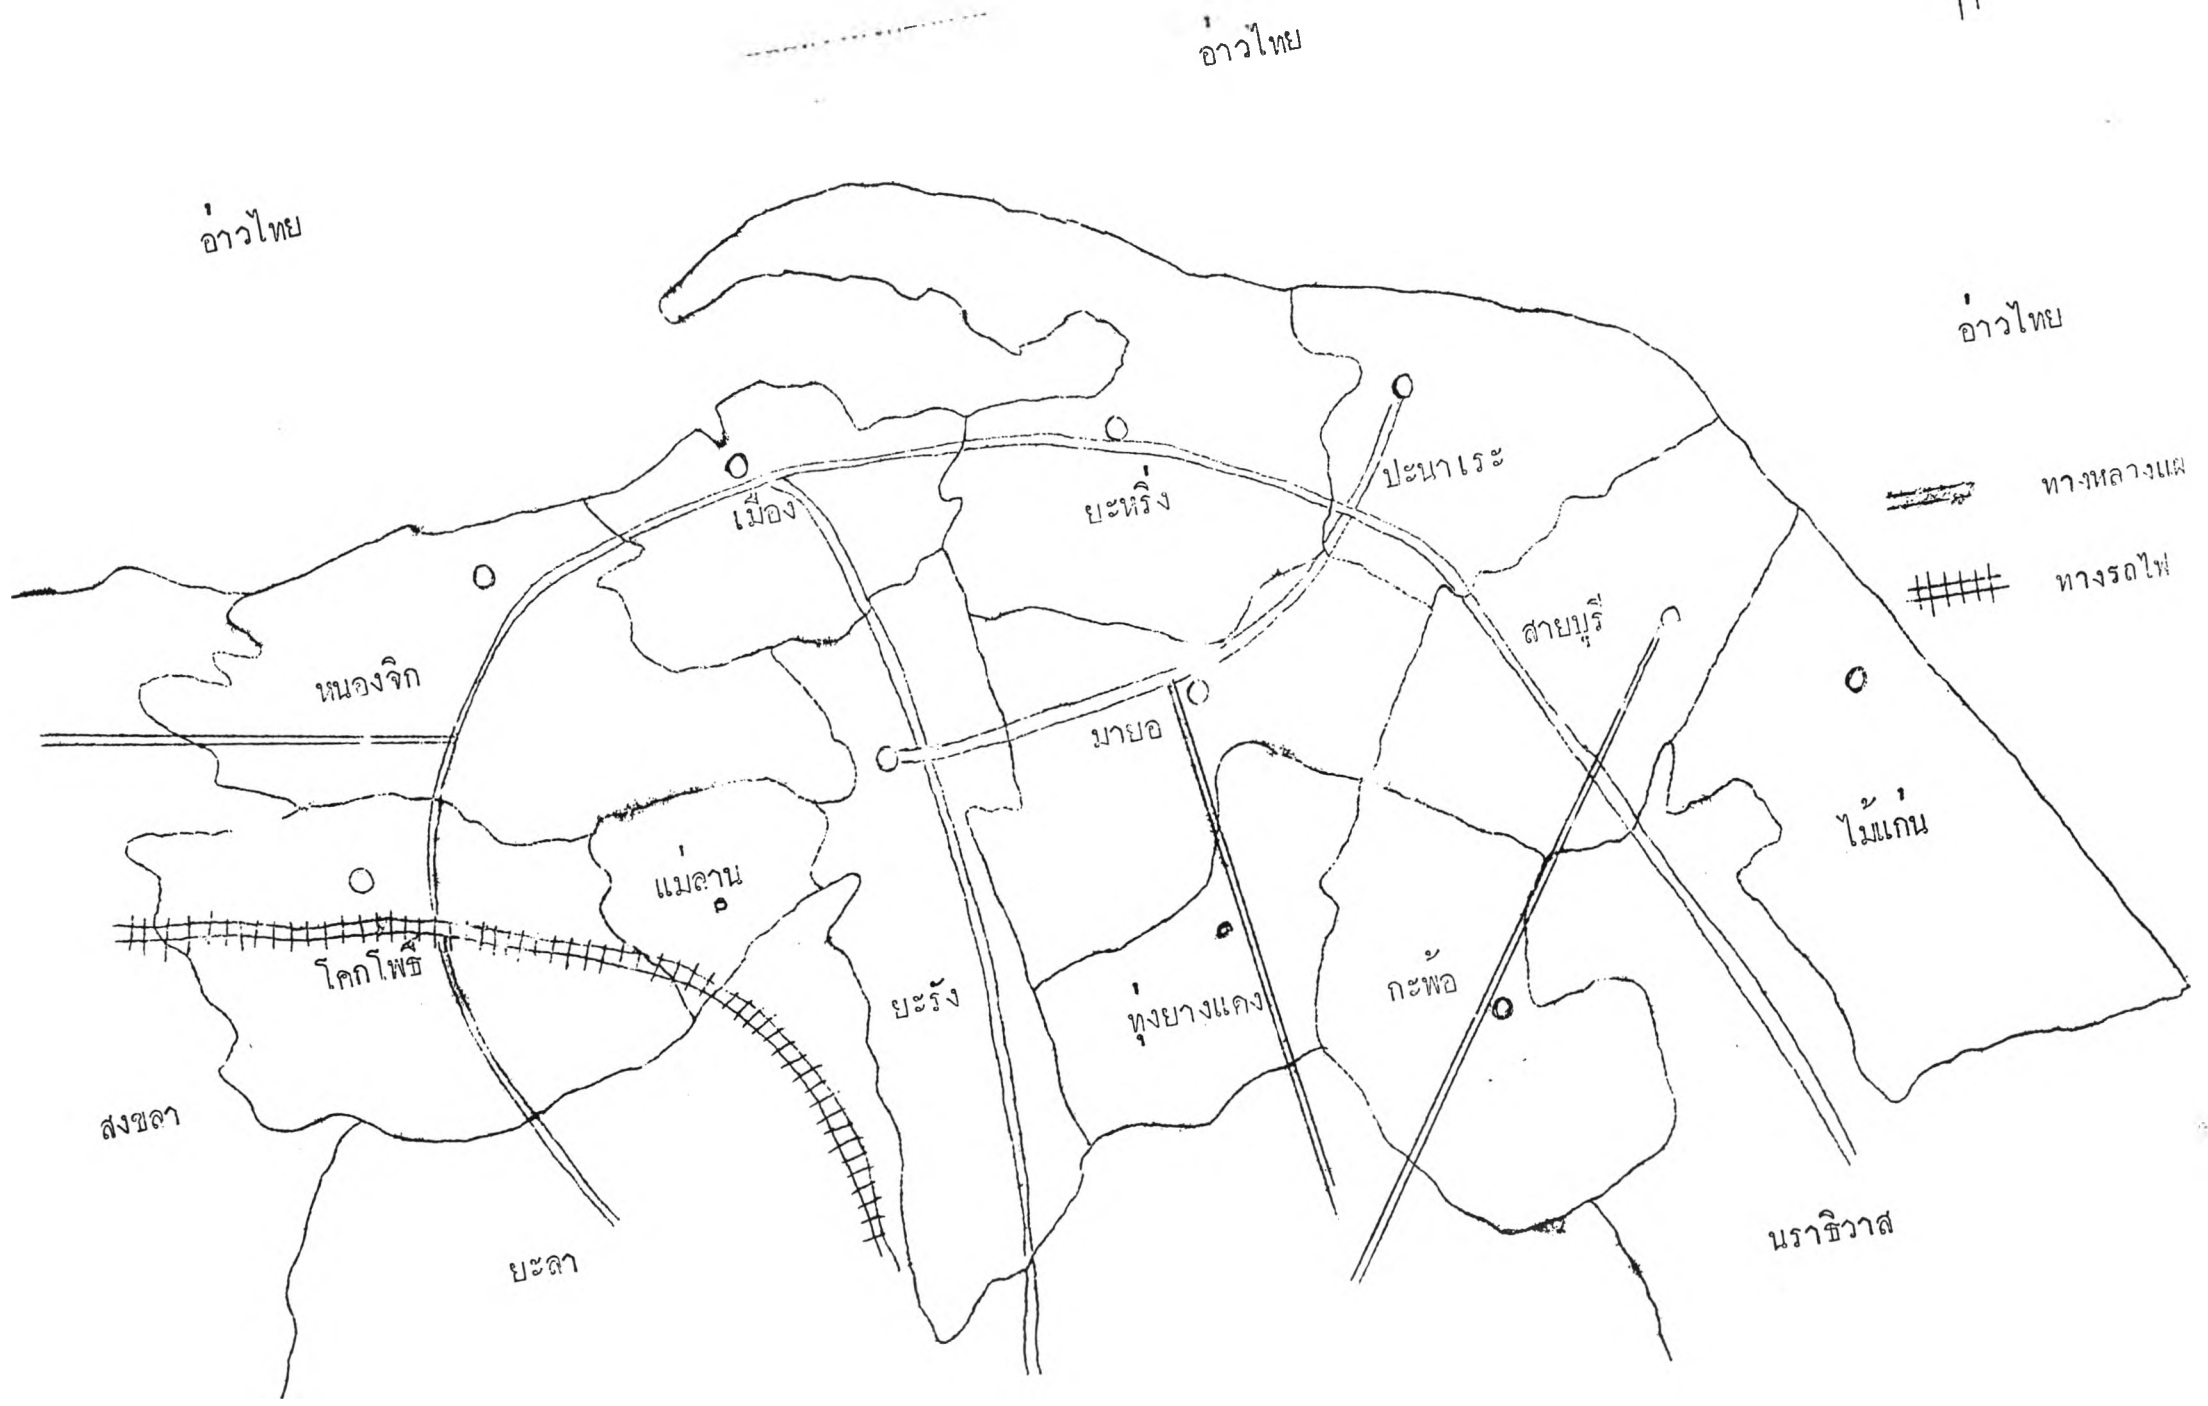 อ่าวไทย
อ่าวไทย
อ่าวไทย
ปะนาเระ
ทางหลวงแผ
ยะหริ่ง
เมือง
ทางรถไฟ
สายบุรี
หนองจิก
มายอ
ไม้แก่น
แม่ลาน
โคกโพธิ์
ยะรัง
กะพ้อ
ทุ่งยางแดง
สงขลา
นราธิวาส
ยะลา